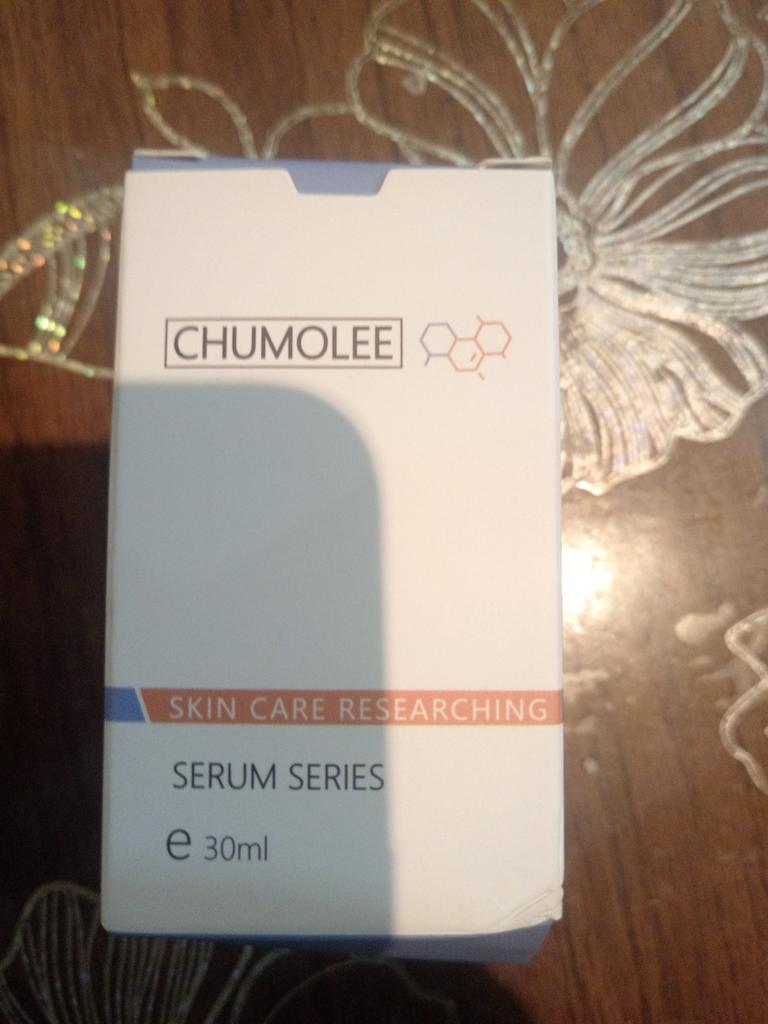 CHUMOLEE
SKIN CARE RESEARCHING
SERUM SERIES
e 30ml